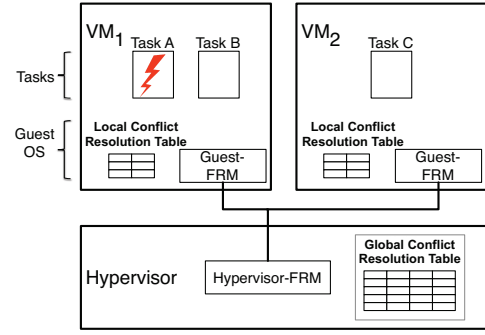 VM1
Task A
Task B
VM2
Task C
Tasks
Guest
OS
Local Conflict
Resolution Table
Guest-
FRM
Local Conflict
Resolution Table
Guest-
FRM
Hypervisor
Hypervisor-FRM
Global Conflict
Resolution Table